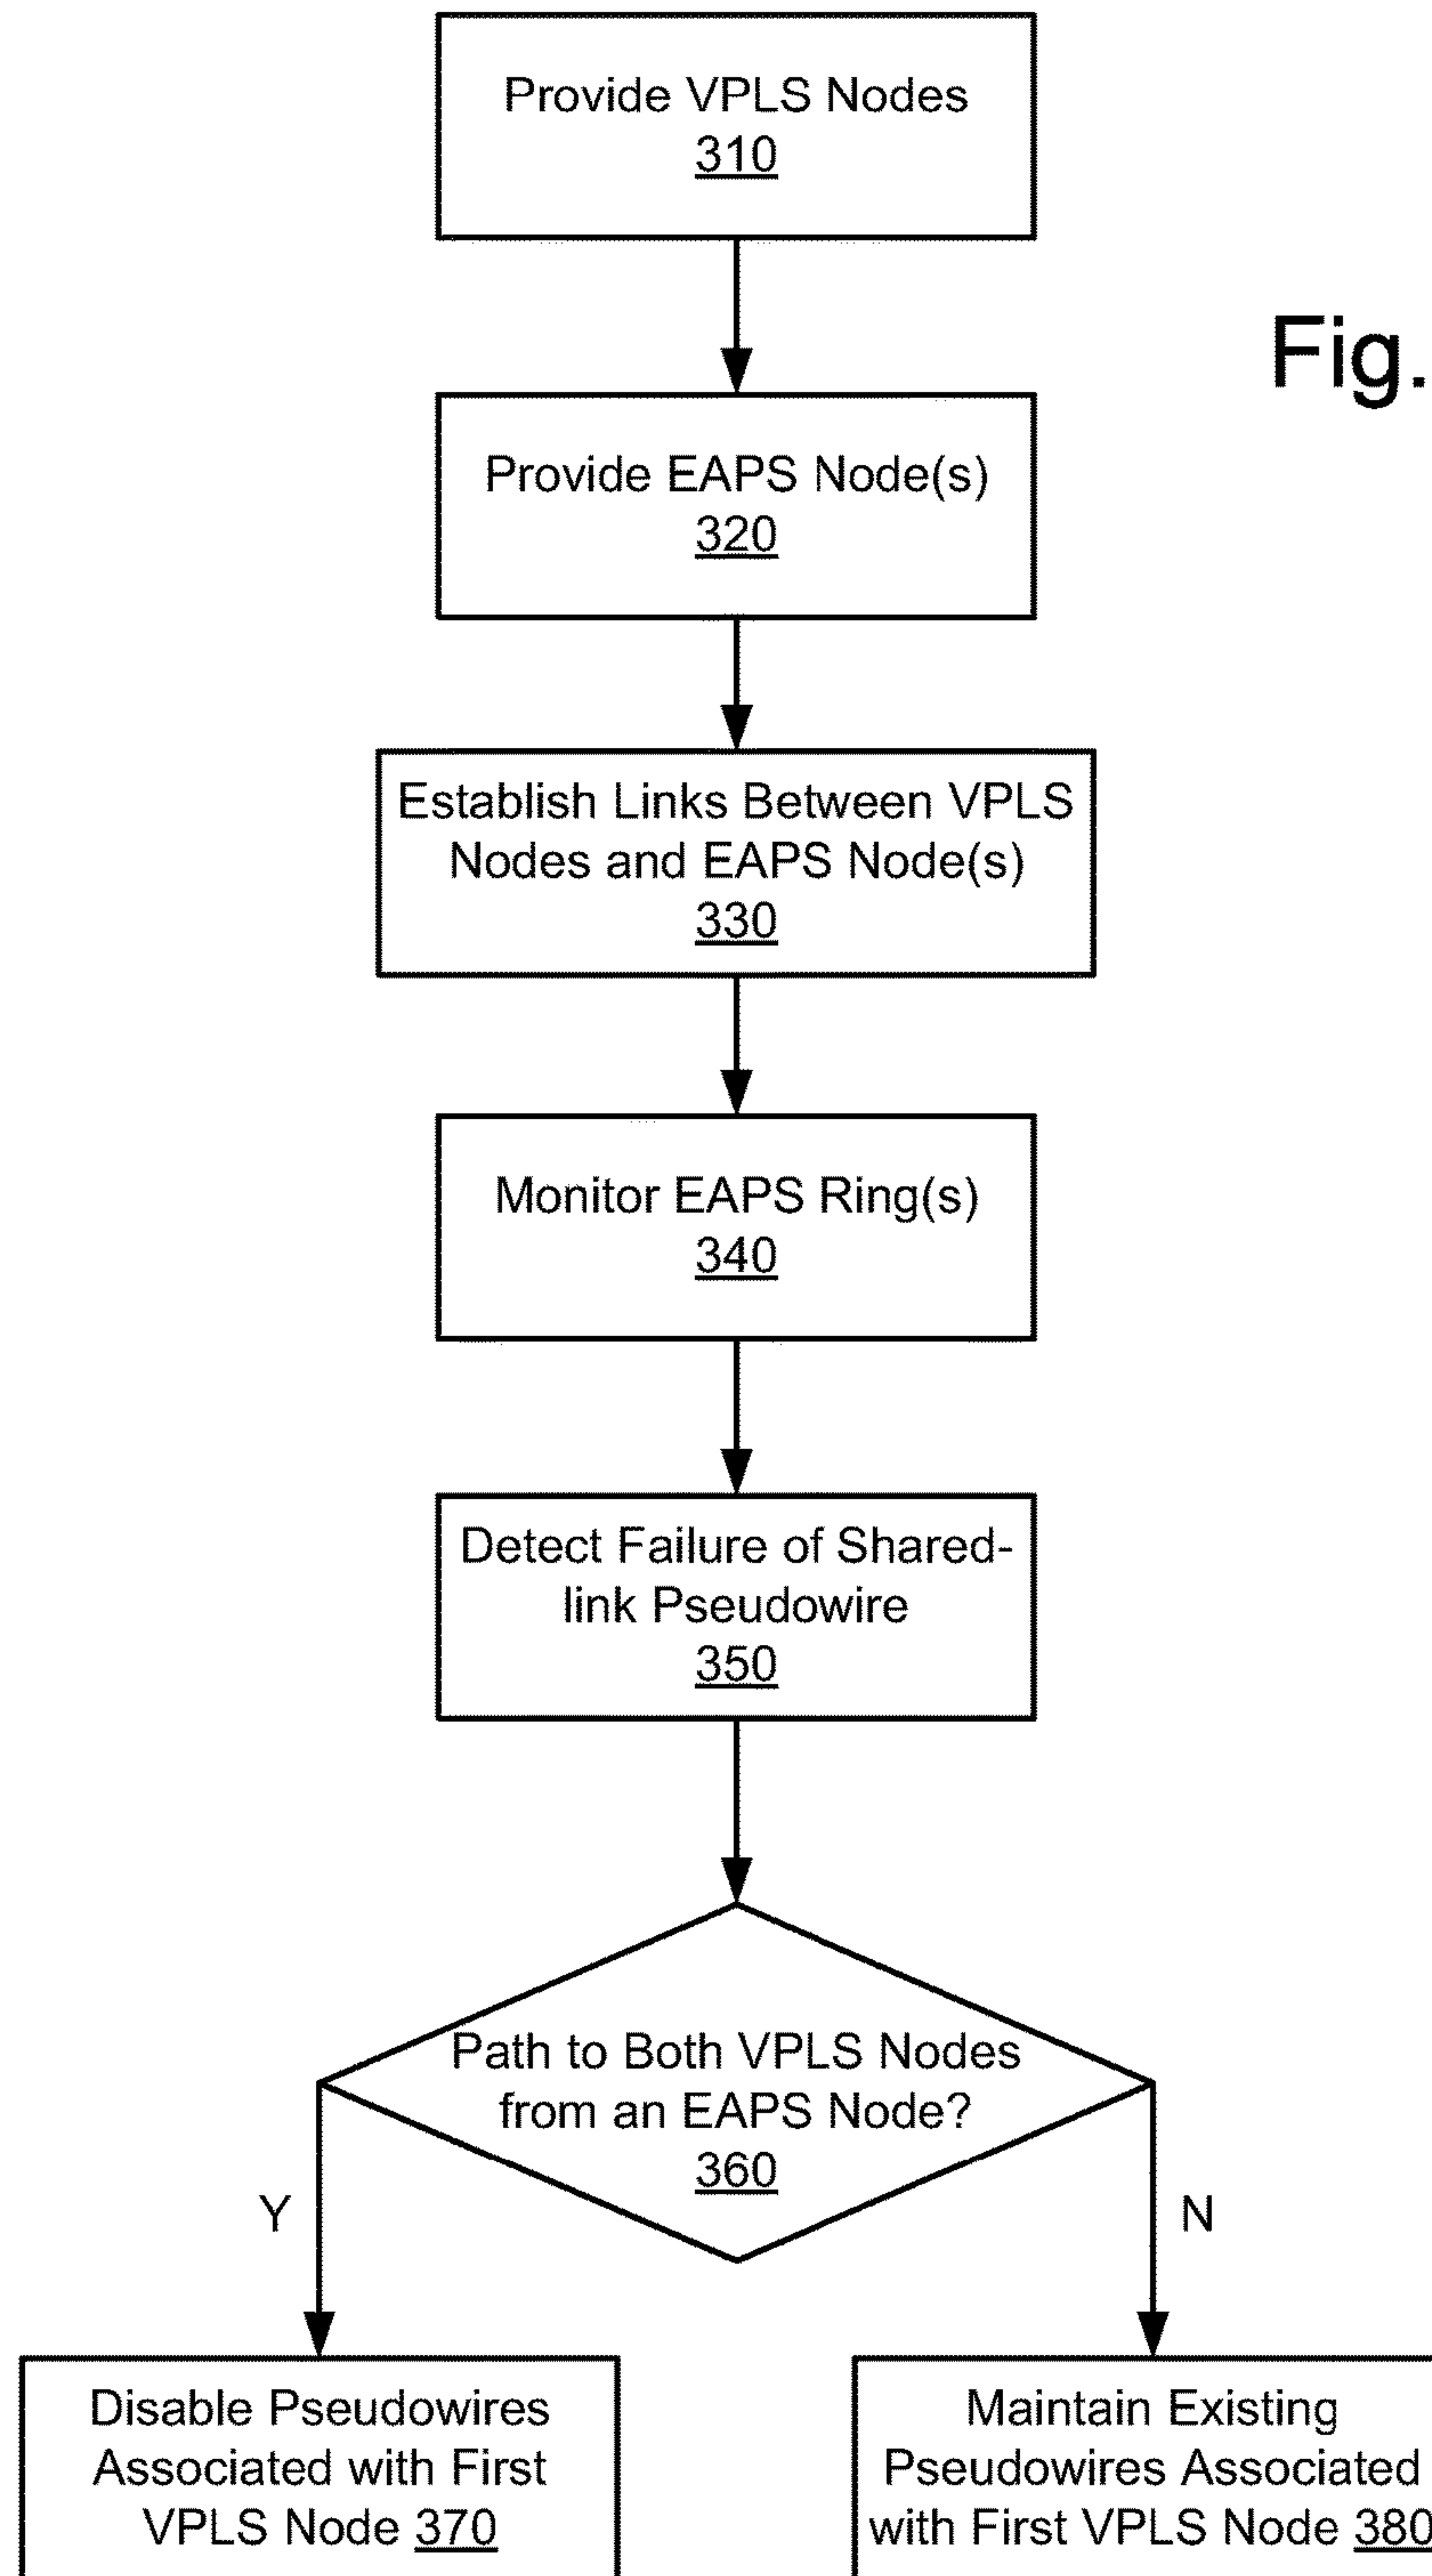 Provide VPLS Nodes
310
Fig.
Provide EAPS Node(s)
320
Establish Links Between VPLS
Nodes and EAPS Node(s)
330
Monitor EAPS Ring(s)
340
Detect Failure of Shared-
link Pseudowire
350
Path to Both VPLS Nodes
from an EAPS Node?
360
Y
N
Disable Pseudowires
Associated with First
VPLS Node 370
Maintain Existing
Pseudowires Associated
with First VPLS Node 380